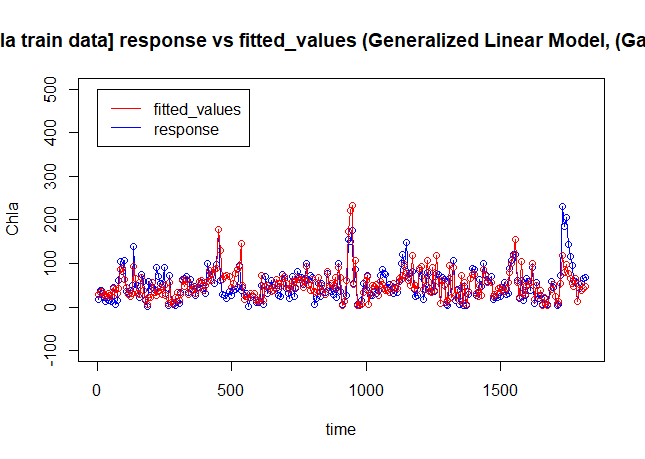 la train data] response vs fitted_values (Generalized Linear Model, (Ga
500
400
300
200
100
0
-100
Chla
fitted_values
response
0 500 1000 1500
time